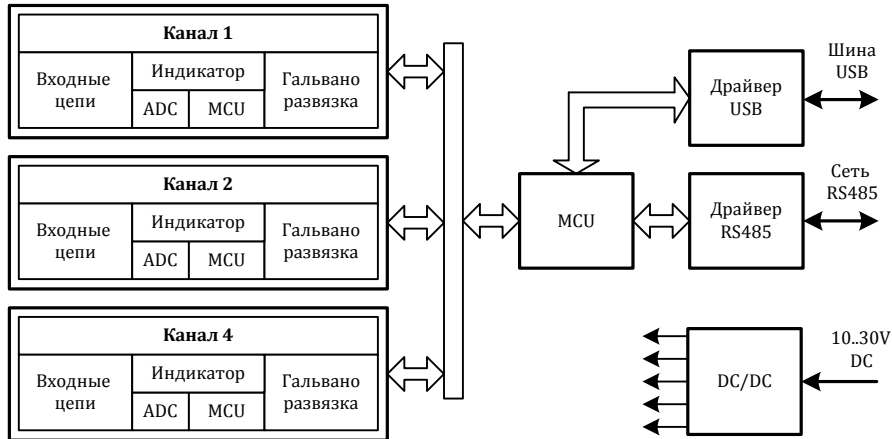 Канал 1
Входные
цепи
Индикатор
ADC
MCU
Гальвано
развязка
Канал 2
Входные
цепи
Индикатор
ADC
MCU
Гальвано
развязка
Канал 4
Входные
цепи
Индикатор
ADC
MCU
Гальвано
развязка
MCU
Драйвер
USB
Шина
USB
Драйвер
RS485
Сеть
RS485
DC/DC
10..30V
DC